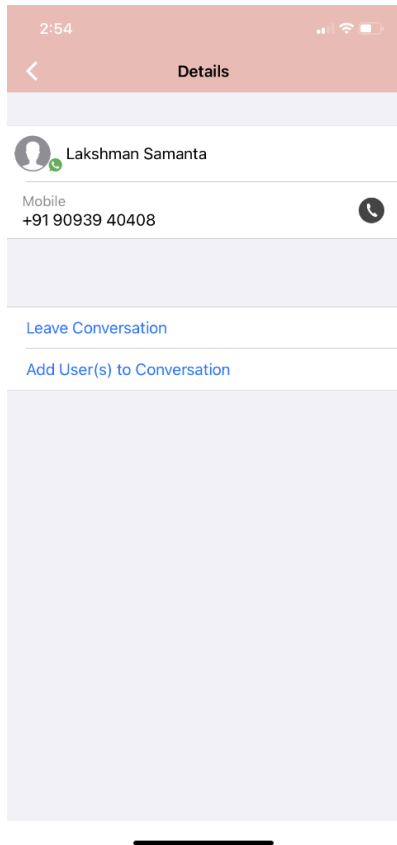 2:54
Details
Lakshman Samanta
Mobile
+91 90939 40408
Leave Conversation
Add User(s) to Conversation